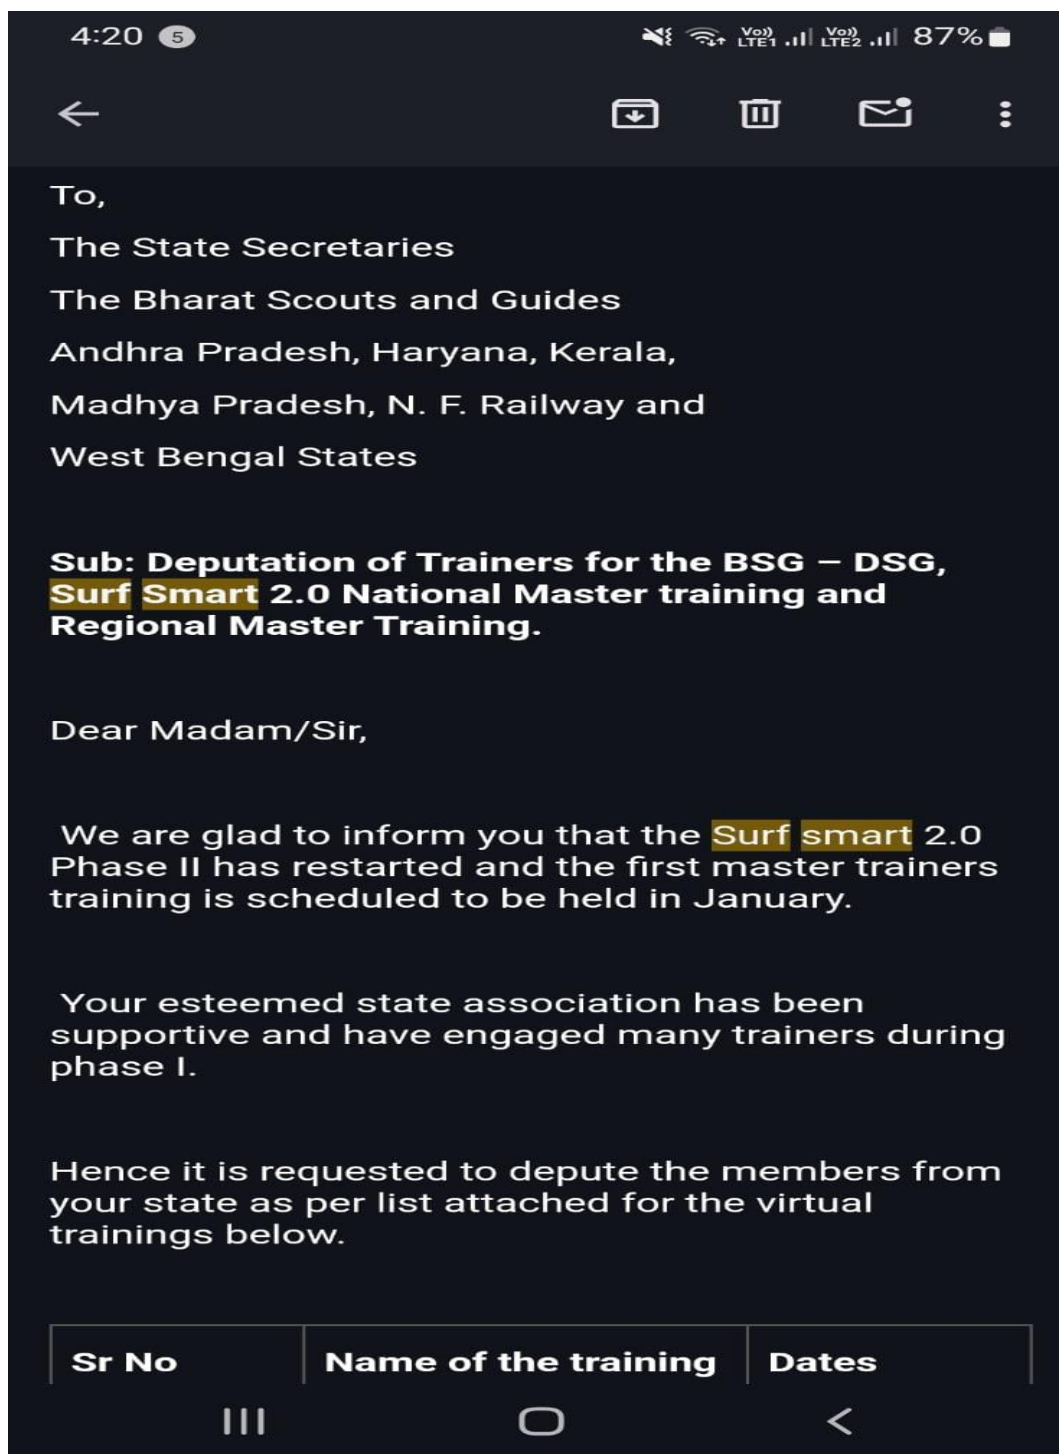 4:20 5 Vo)) LTE1 Vo)) LTE2 87%
To,
The State Secretaries
The Bharat Scouts and Guides
Andhra Pradesh, Haryana, Kerala,
Madhya Pradesh, N. F. Railway and
West Bengal States
Sub: Deputation of Trainers for the BSG – DSG,
Surf Smart 2.0 National Master training and
Regional Master Training.
Dear Madam/Sir,
We are glad to inform you that the Surf smart 2.0
Phase II has restarted and the first master trainers
training is scheduled to be held in January.
Your esteemed state association has been
supportive and have engaged many trainers during
phase I.
Hence it is requested to depute the members from
your state as per list attached for the virtual
trainings below.
Sr No Name of the training Dates